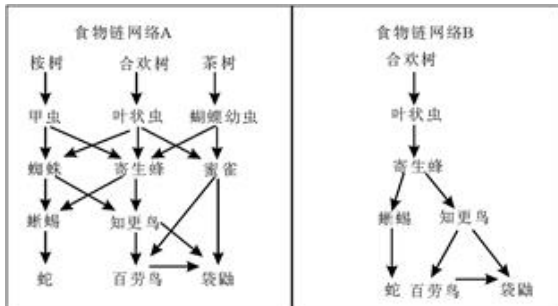 食物链网络A
桉树 合欢树 茶树
甲虫 叶状虫 蝴蝶幼虫
蜘蛛 寄生蜂 蜜雀
蜥蜴 知更鸟
蛇 百劳鸟 袋鼬
食物链网络B
合欢树
叶状虫
寄生蜂
蜥蜴 知更鸟
蛇 百劳鸟 袋鼬